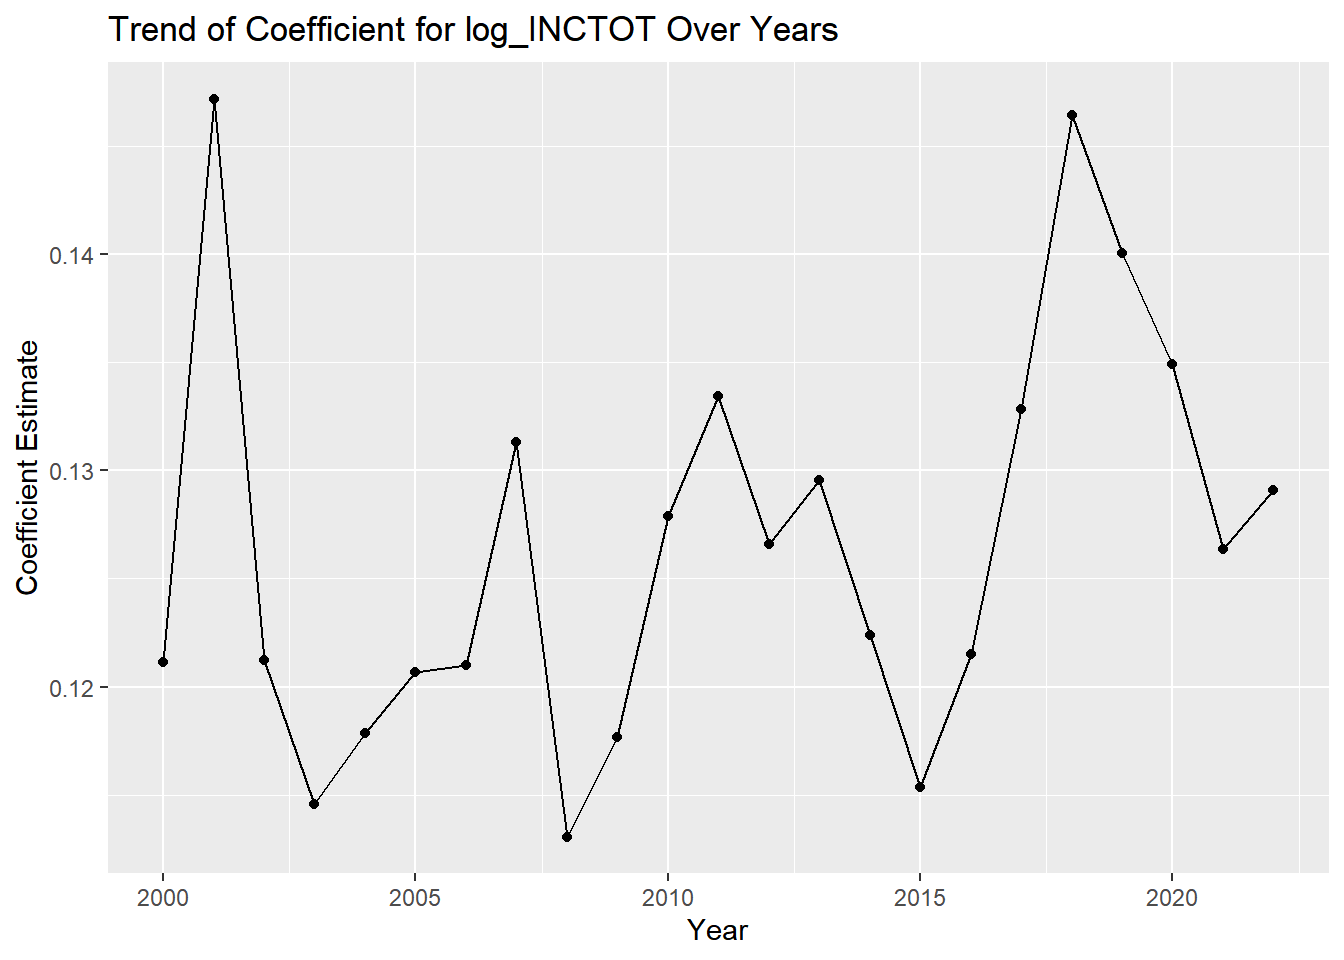 Trend of Coefficient for log_INCTOT Over Years
Coefficient Estimate
0.14
0.13
0.12
2000 2005 2010 2015 2020
Year